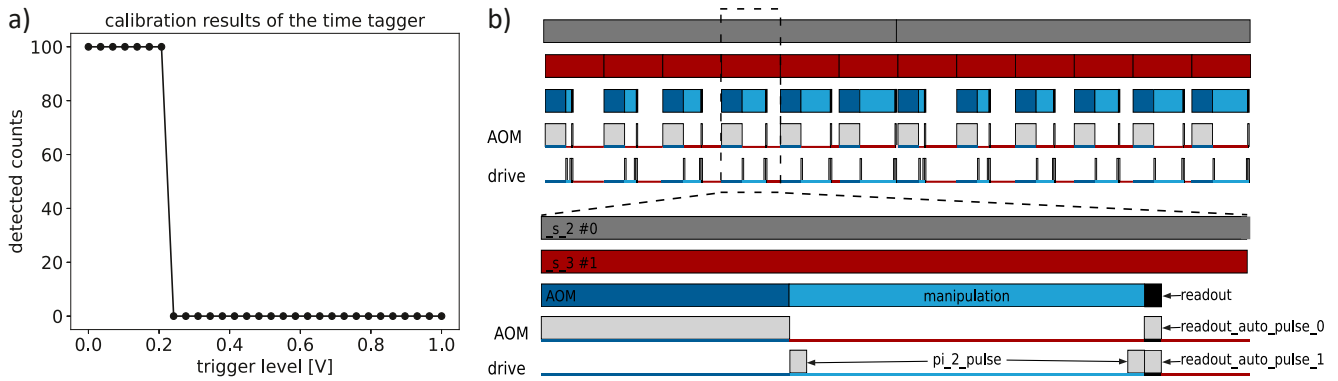 a)
calibration results of the time tagger
100
80
60
40
20
0
detected counts
0.0 0.2 0.4 0.6 0.8 1.0
trigger level [V]
b)
AOM
drive
_s_2 #0
_s_3 #1
AOM manipulation readout
AOM readout_auto_pulse_0
drive pi_2_pulse readout_auto_pulse_1